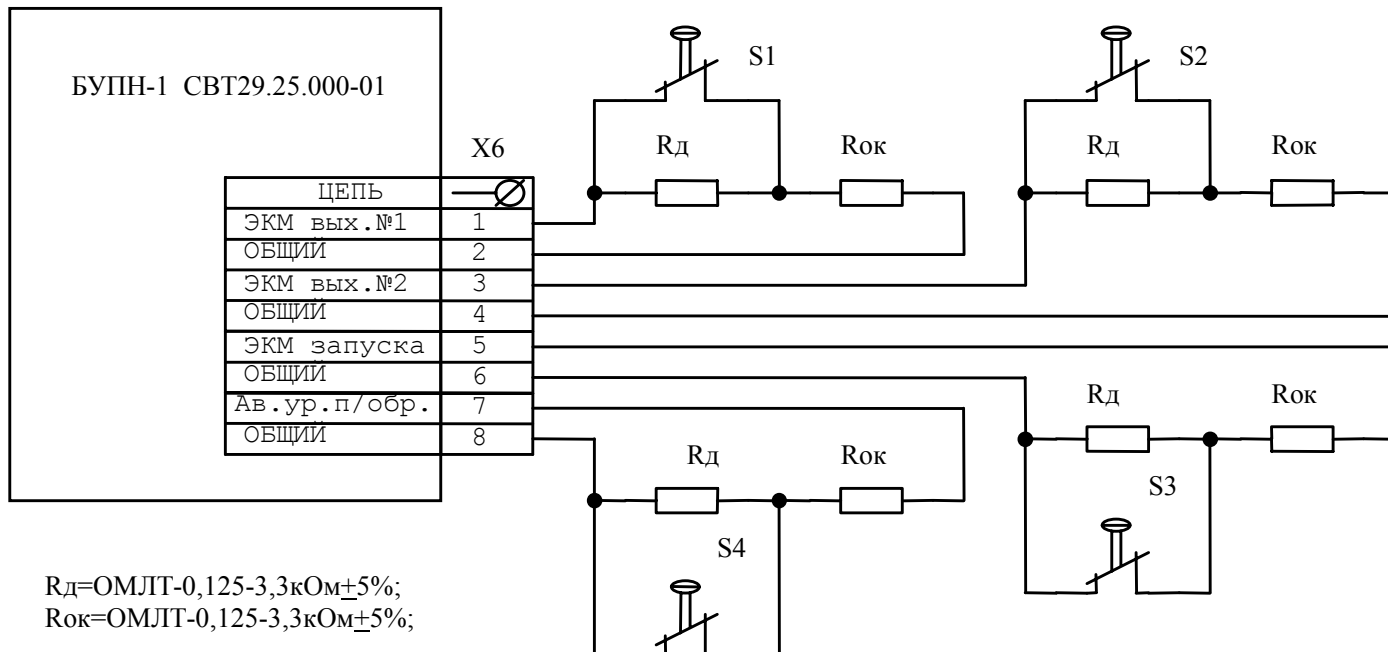 S1
S2
БУПН-1 СВТ29.25.000-01
X6
Rд
Rок
Rд
Rок
ЦЕПЬ
ЭКМ вых.№1 1
ОБЩИЙ 2
ЭКМ вых.№2 3
ОБЩИЙ 4
ЭКМ запуска 5
ОБЩИЙ 6
Ав.ур.п/обр. 7
ОБЩИЙ 8
Rд
Rок
Rд
Rок
S3
S4
Rд=ОМЛТ-0,125-3,3кОм±5%;
Rок=ОМЛТ-0,125-3,3кОм±5%;